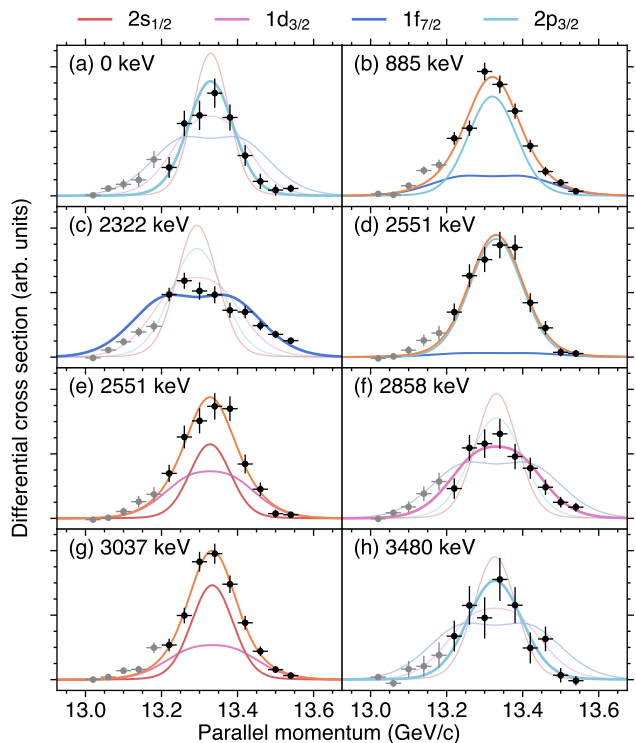 2s1/2 1d3/2 1f7/2 2p3/2
(a) 0 keV (b) 885 keV
(c) 2322 keV (d) 2551 keV
(e) 2551 keV (f) 2858 keV
(g) 3037 keV (h) 3480 keV
Differential cross section (arb. units)
13.0 13.2 13.4 13.6 13.0 13.2 13.4 13.6
Parallel momentum (GeV/c)